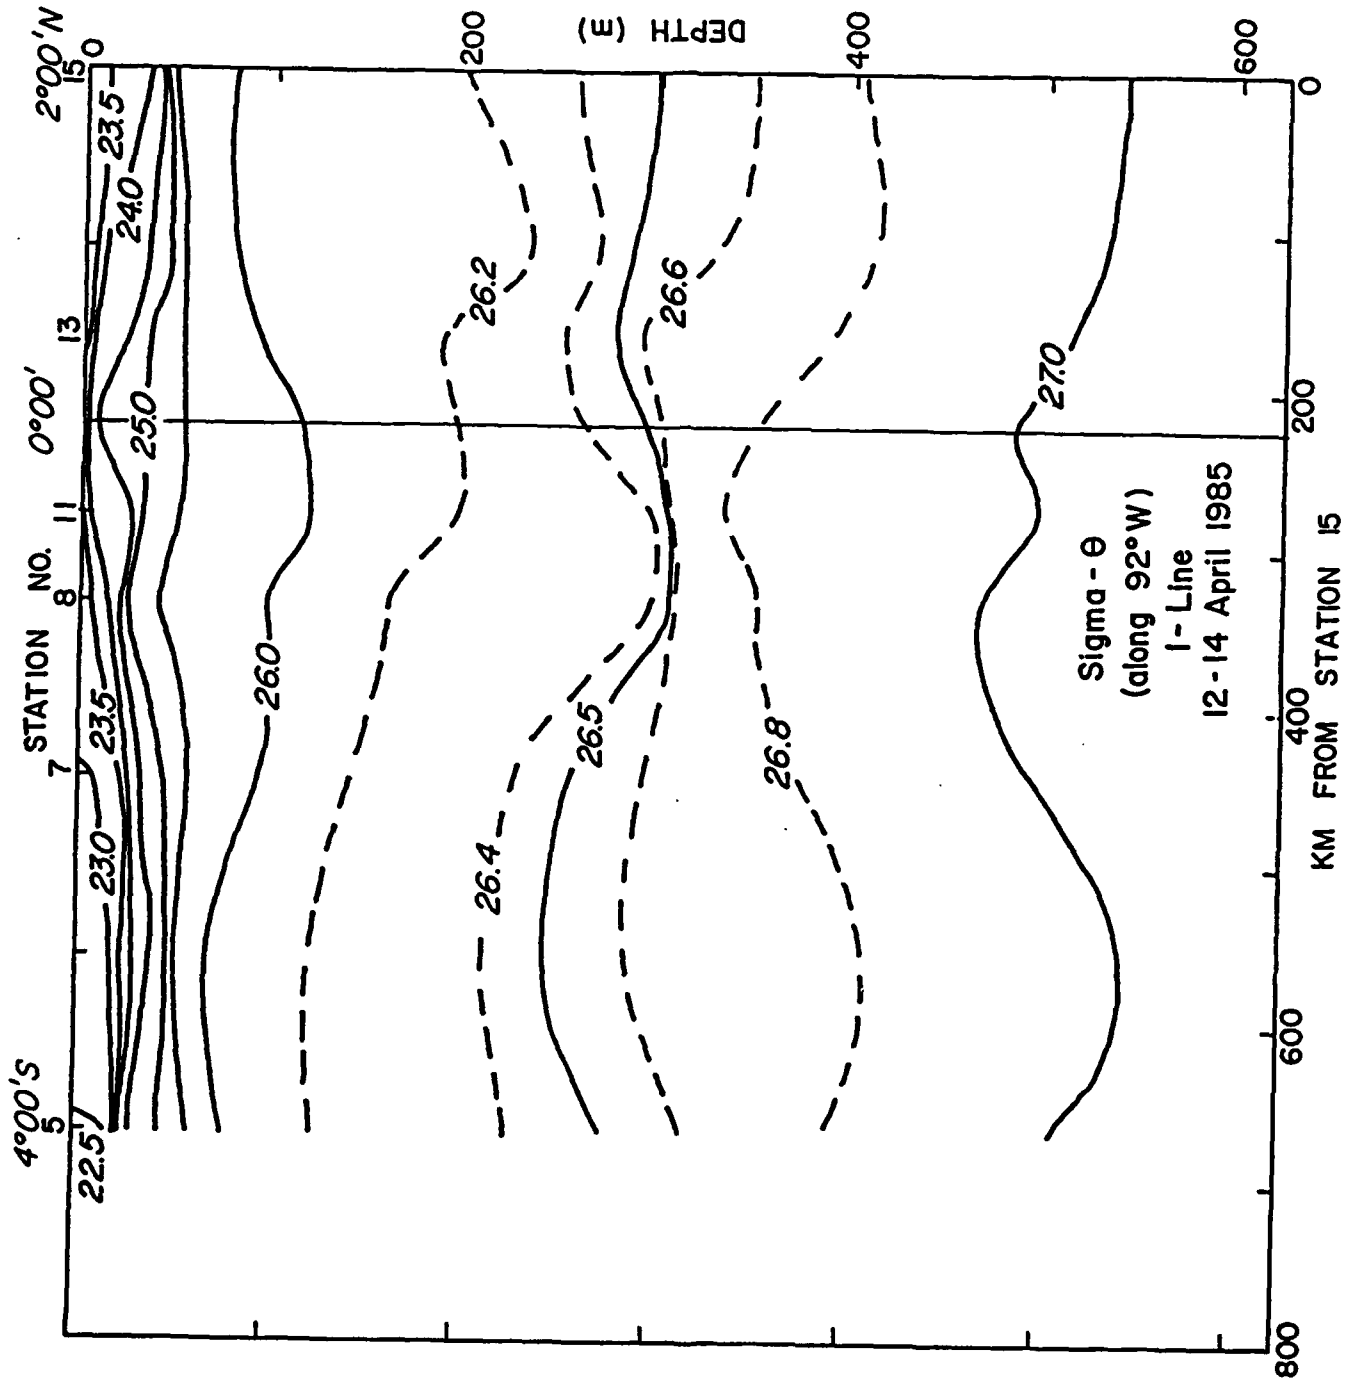 4°00'S 0°00' 2°00'N
STATION NO.
5 7 8 11 13 15
0
200
400
600
DEPTH (m)
22.5
23.0
23.5
23.5
24.0
25.0
26.0
26.2
26.4
26.5
26.6
26.8
27.0
Sigma - θ
(along 92°W)
1 - Line
12 - 14 April 1985
800 600 400 200 0
KM FROM STATION 15